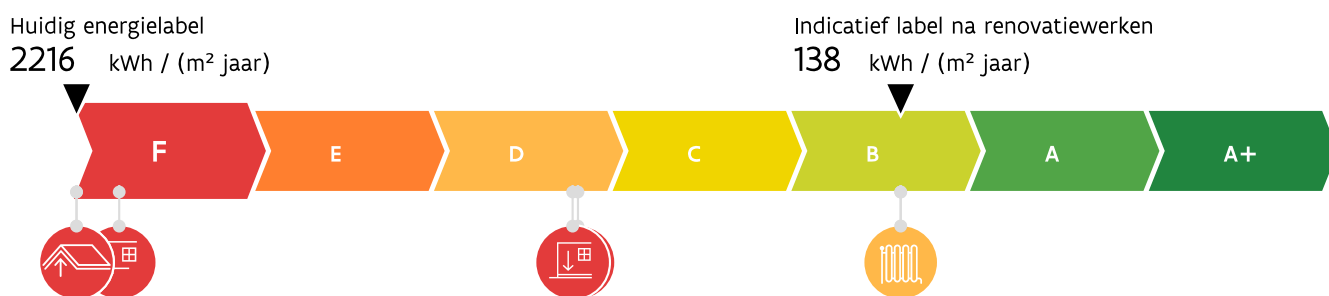 Huidig energielabel
2216 kWh / (m² jaar)
Indicatief label na renovatiewerken
138 kWh / (m² jaar)
F E D C B A A+